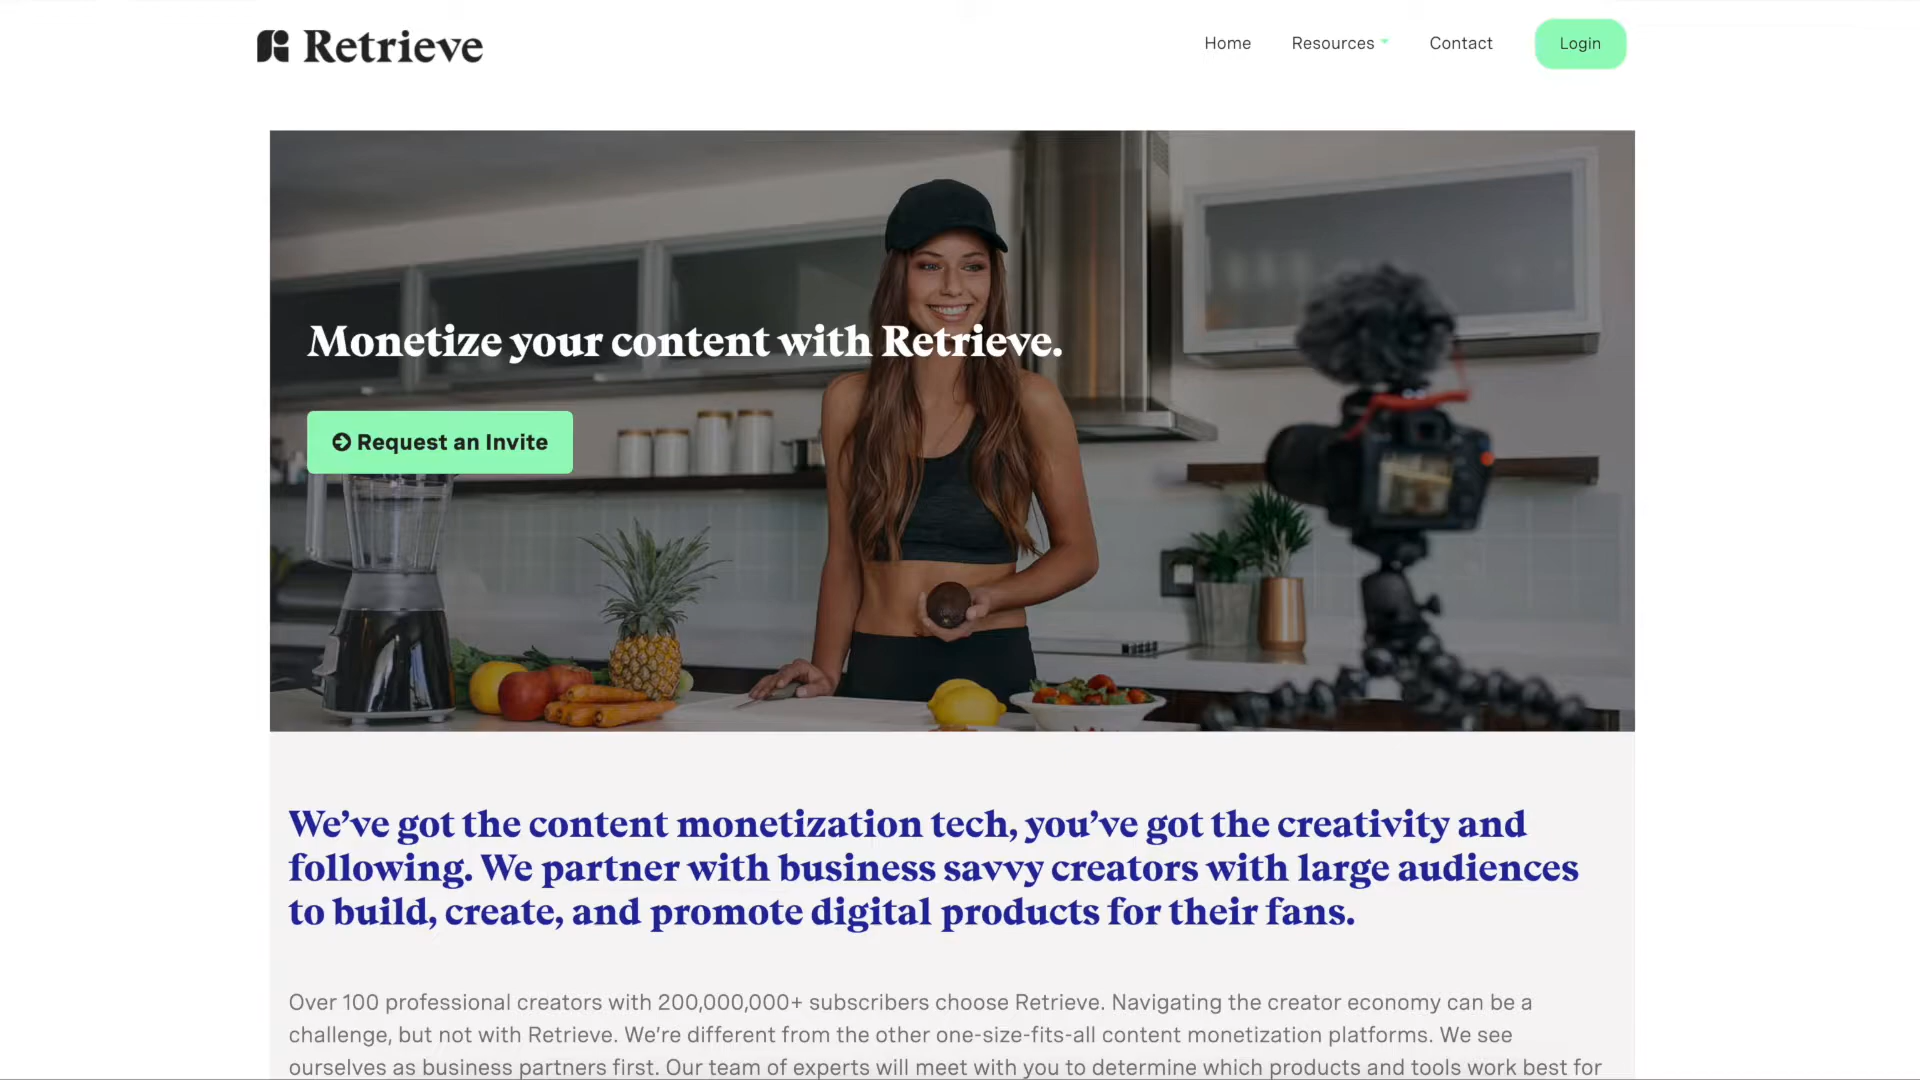 Retrieve
Home
Resources
Contact
Login
Monetize your content with Retrieve.
Request an Invite
We’ve got the content monetization tech, you’ve got the creativity and
following. We partner with business savvy creators with large audiences
to build, create, and promote digital products for their fans.
Over 100 professional creators with 200,000,000+ subscribers choose Retrieve. Navigating the creator economy can be a
challenge, but not with Retrieve. We’re different from the other one-size-fits-all content monetization platforms. We see
ourselves as business partners first. Our team of experts will meet with you to determine which products and tools work best for